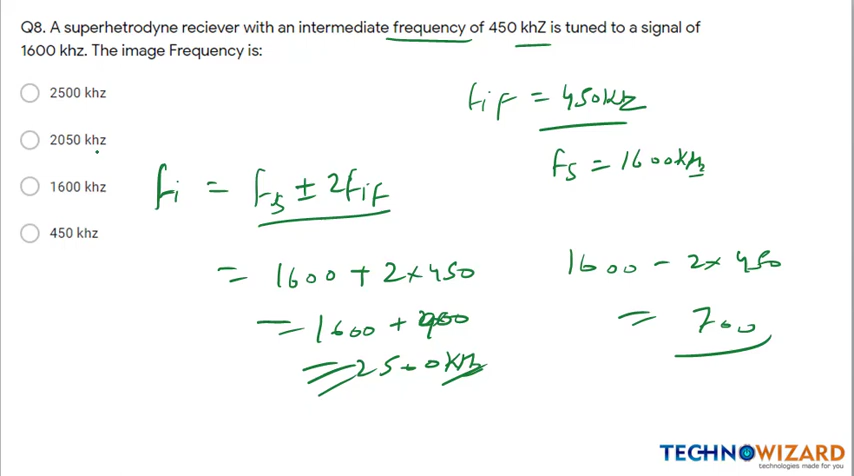 Q8. A superhetrodyne reciever with an intermediate frequency of 450 khZ is tuned to a signal of
1600 khz. The image Frequency is:
2500 khz
2050 khz
1600 khz
450 khz
fiF = 450kHz
Fs = 1600kHz
Fi = Fs ± 2FiF
= 1600 + 2×450
= 1600 + 900
= 2500kHz
1600 - 2×450
= 700
TECHNOWIZARD
technologies made for you